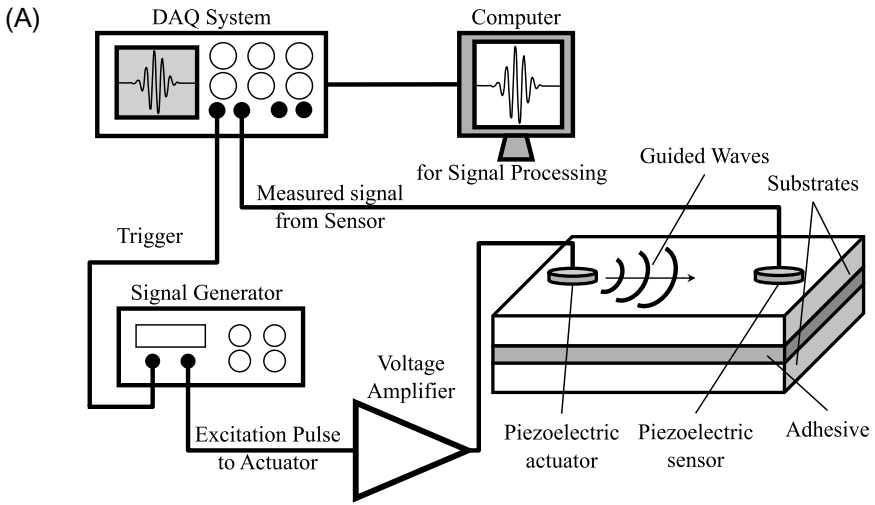 (A)
DAQ System
Computer
for Signal Processing
Guided Waves
Substrates
Measured signal
from Sensor
Trigger
Signal Generator
Voltage
Amplifier
Excitation Pulse
to Actuator
Piezoelectric
actuator
Piezoelectric
sensor
Adhesive